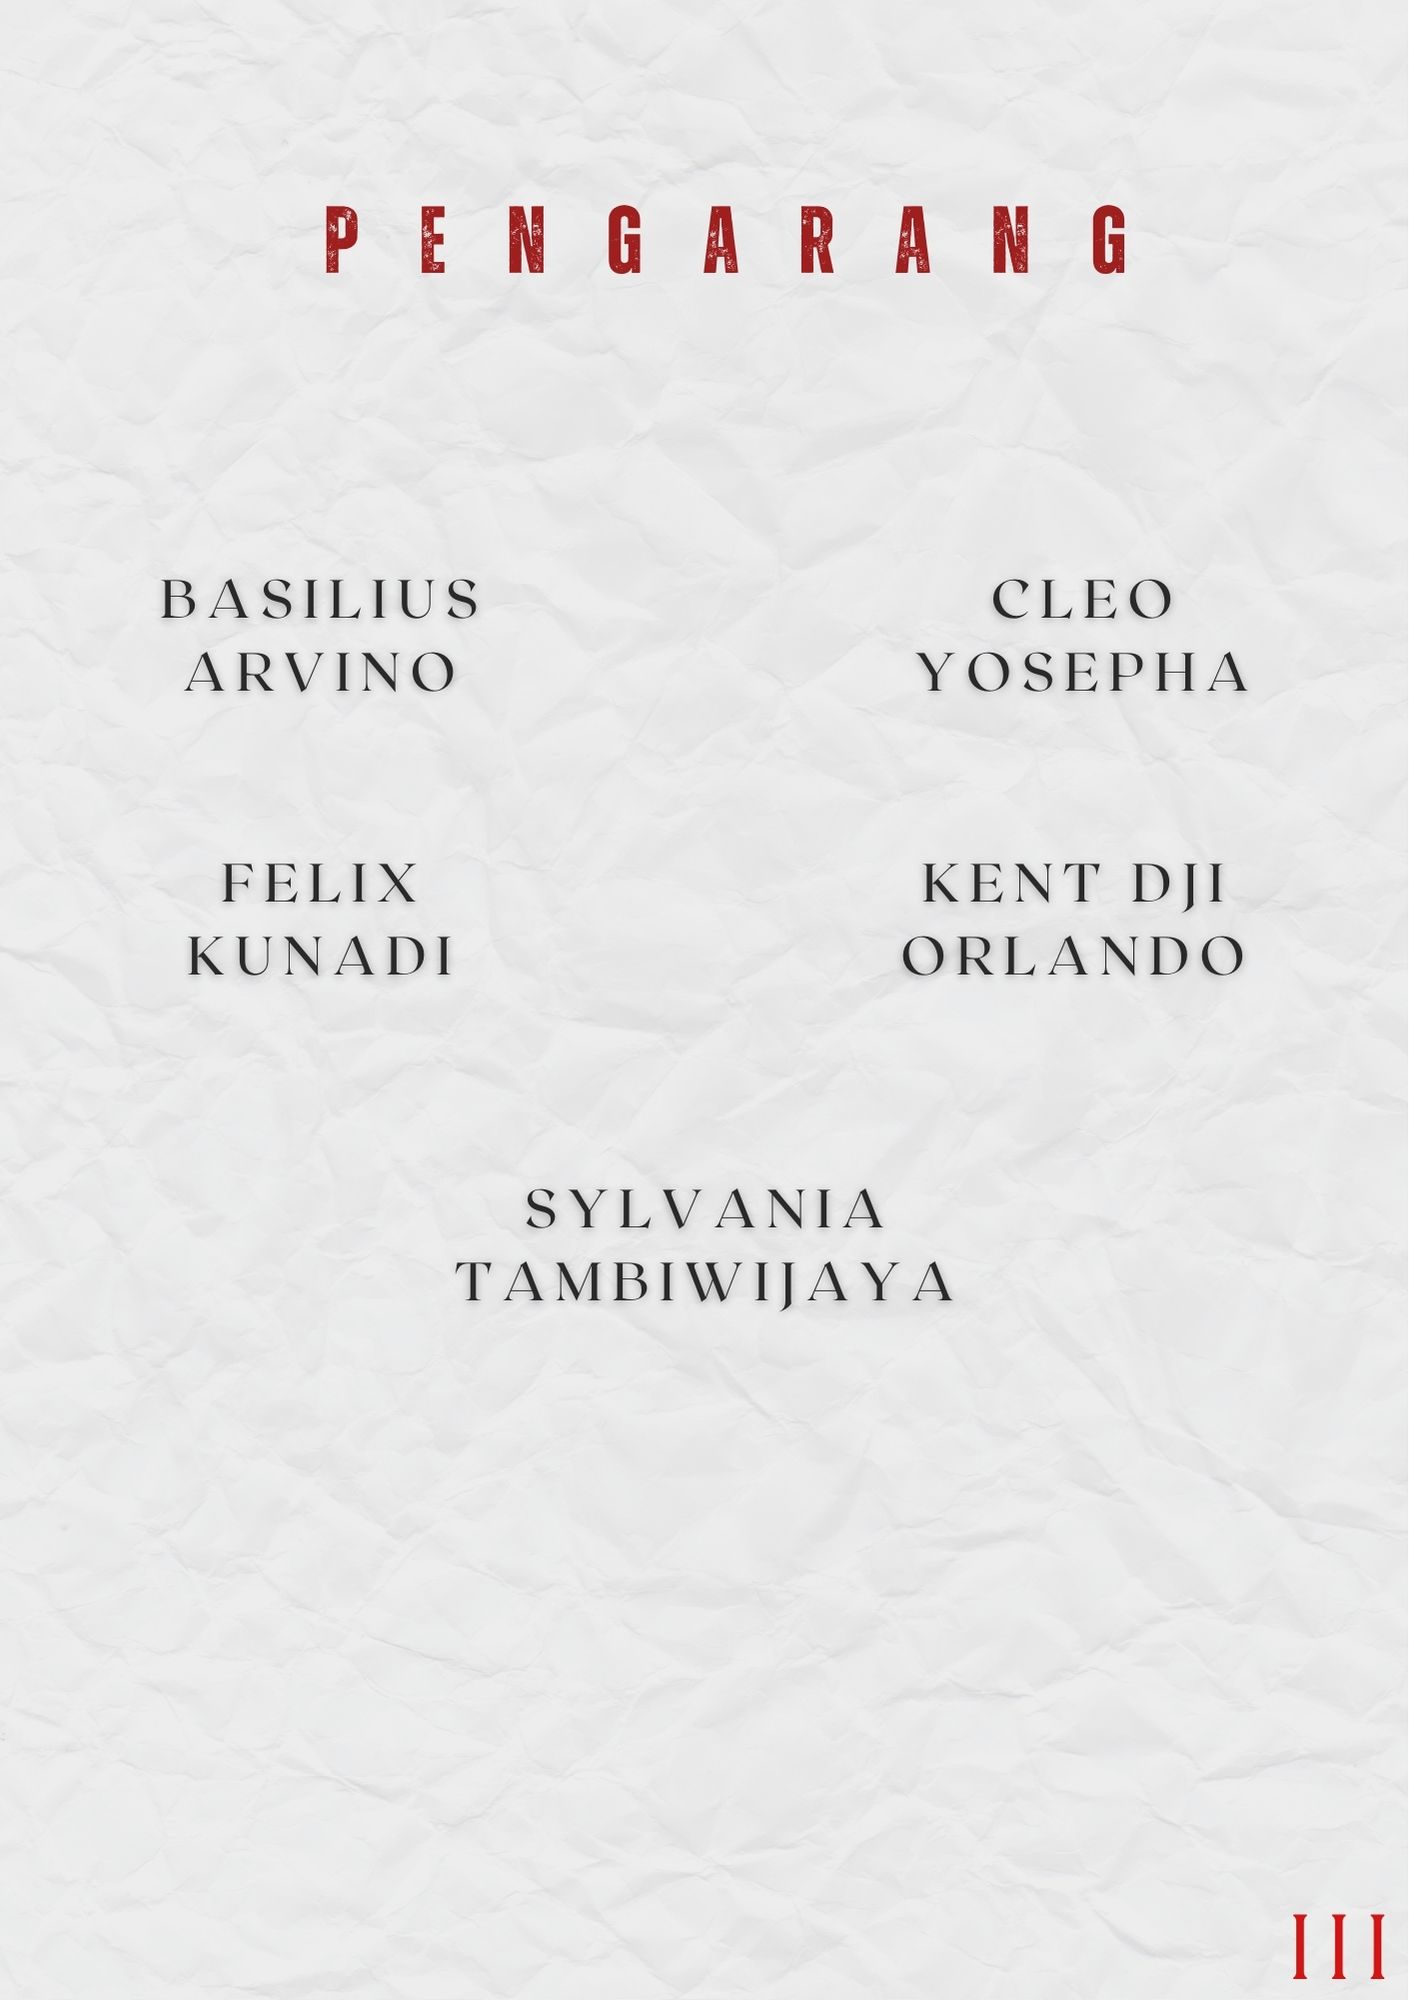 PENGARANG
BASILIUS
ARVINO
CLEO
YOSEPHA
FELIX
KUNADI
KENT DJI
ORLANDO
SYLVANIA
TAMBIWIJAYA
III